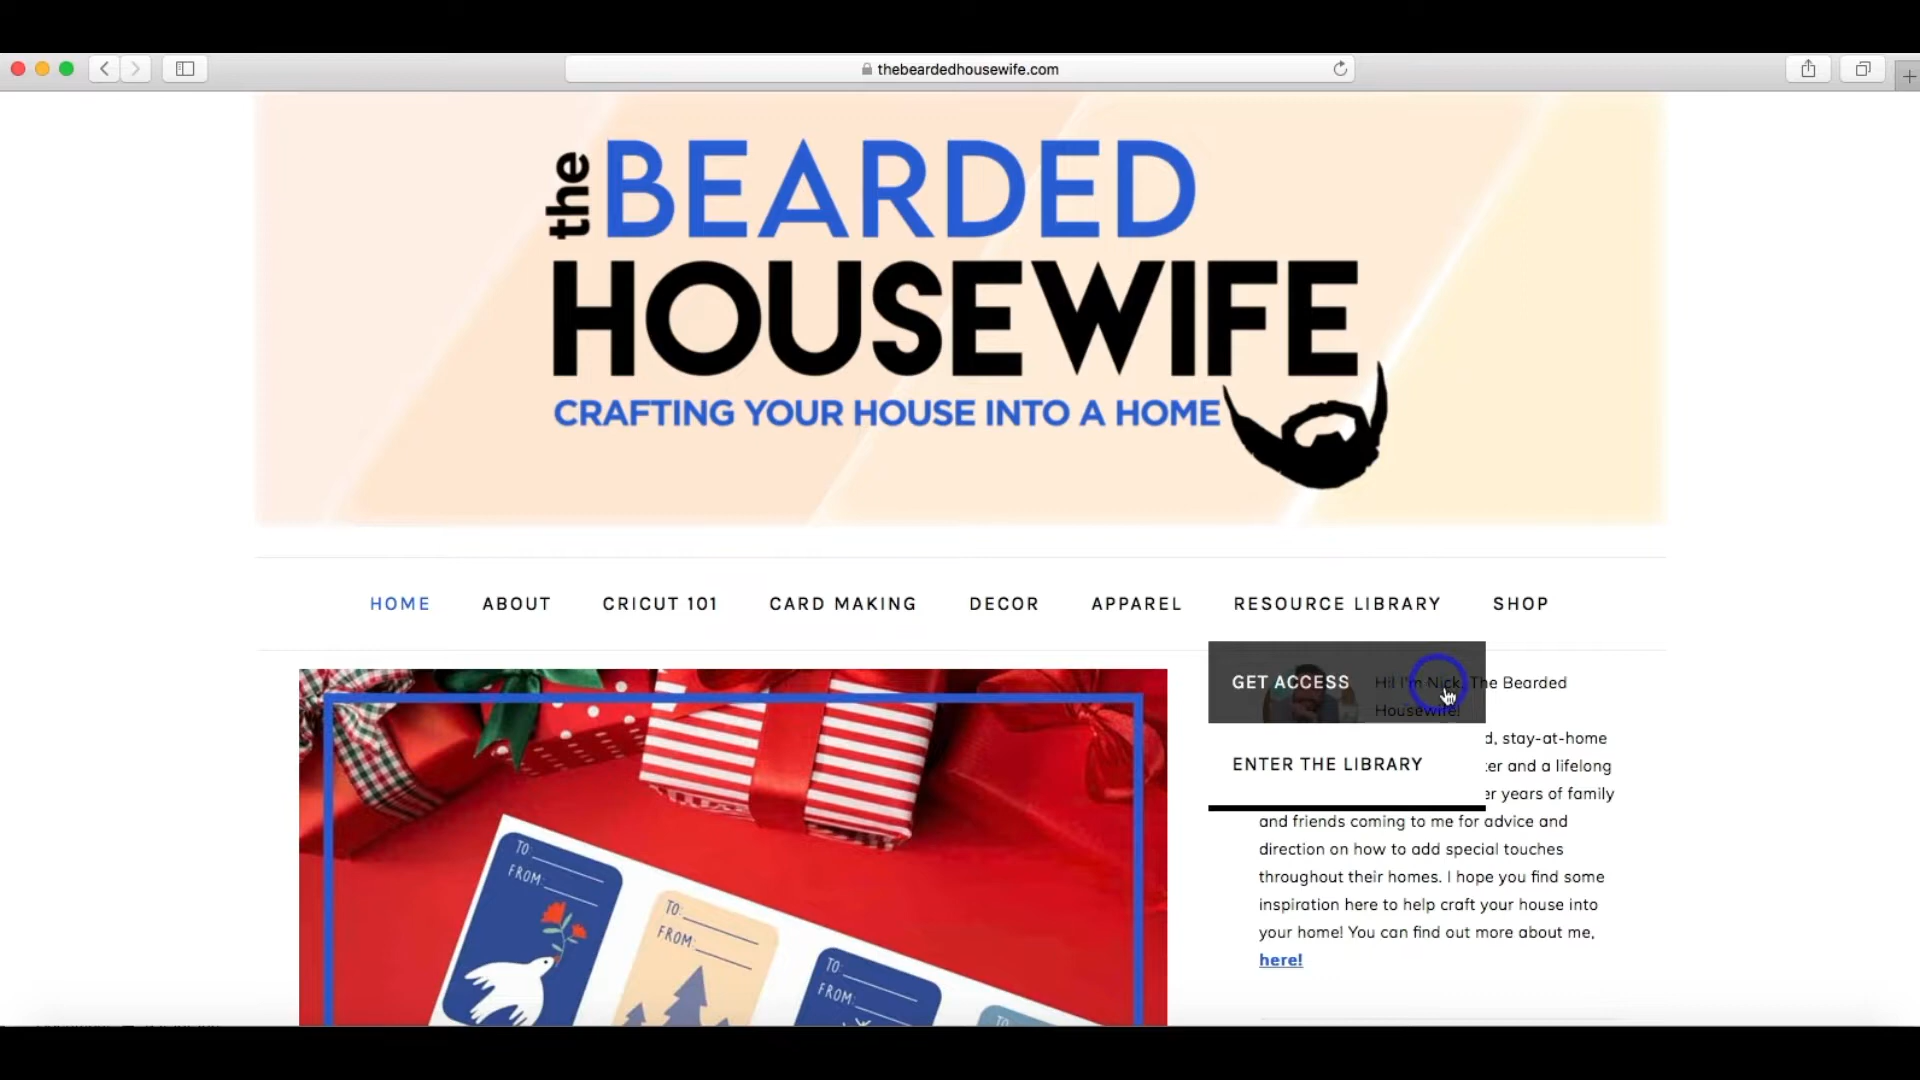 thebeardedhousewife.com
the BEARDED
HOUSEWIFE
CRAFTING YOUR HOUSE INTO A HOME
HOME ABOUT CRICUT 101 CARD MAKING DECOR APPAREL RESOURCE LIBRARY SHOP
GET ACCESS
ENTER THE LIBRARY
Hi! I'm Nick, The Bearded
Housewife!
stay-at-home
and a lifelong
years of family
and friends coming to me for advice and
direction on how to add special touches
throughout their homes. I hope you find some
inspiration here to help craft your house into
your home! You can find out more about me,
here!
TO:
FROM:
TO:
FROM:
TO:
FROM:
TO: